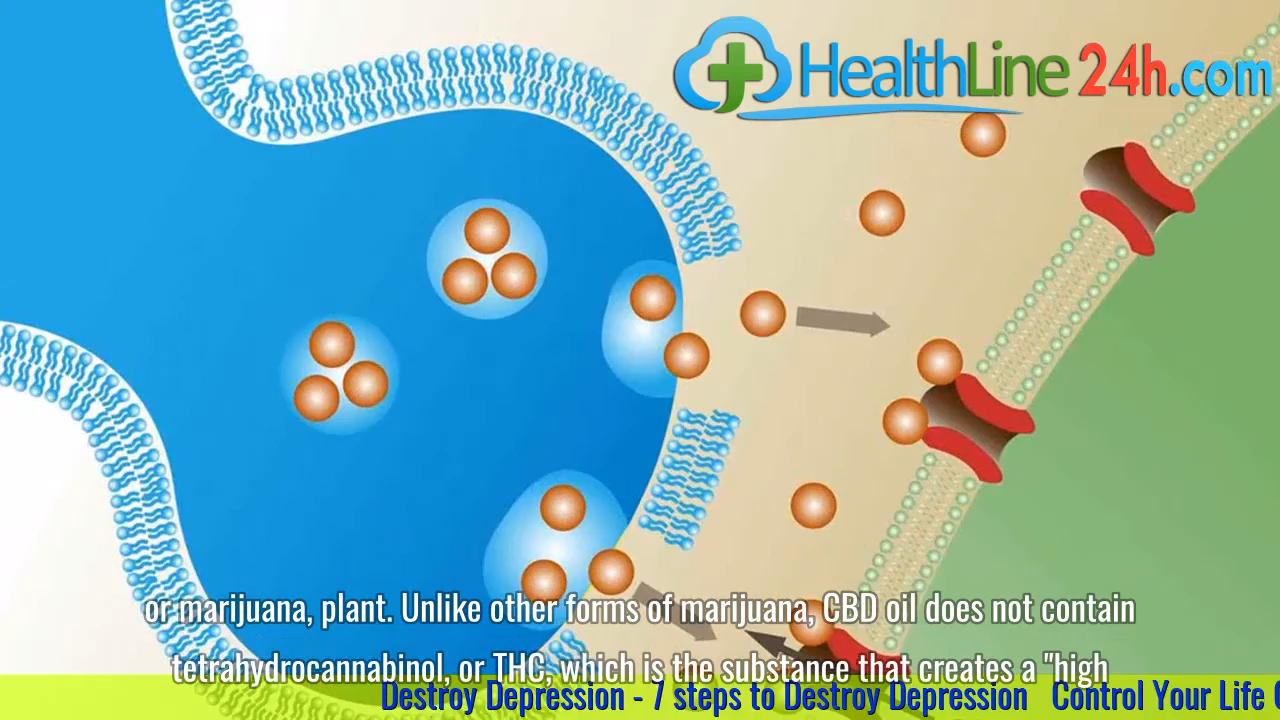 HealthLine24h.com
or marijuana, plant. Unlike other forms of marijuana, CBD oil does not contain
tetrahydrocannabinol, or THC, which is the substance that creates a "high
Destroy Depression - 7 steps to Destroy Depression Control Your Life